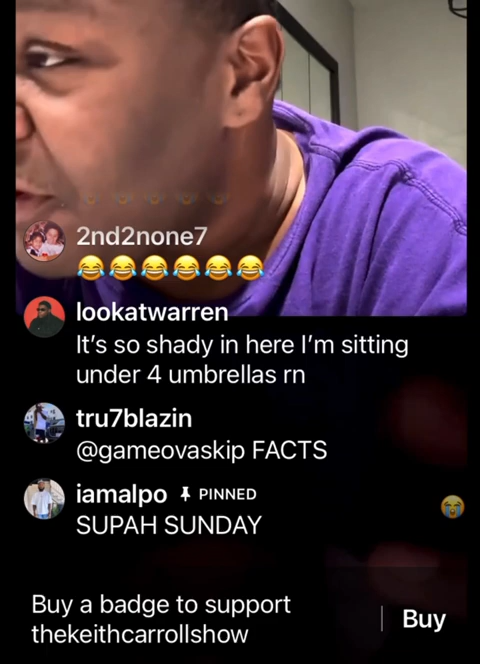 2nd2none7
😂😂😂😂😂😂
lookatwarren
It's so shady in here I'm sitting
under 4 umbrellas rn
tru7blazin
@gameovaskip FACTS
iamalpo PINNED
SUPAH SUNDAY
Buy a badge to support
thekeithcarrollshow
Buy